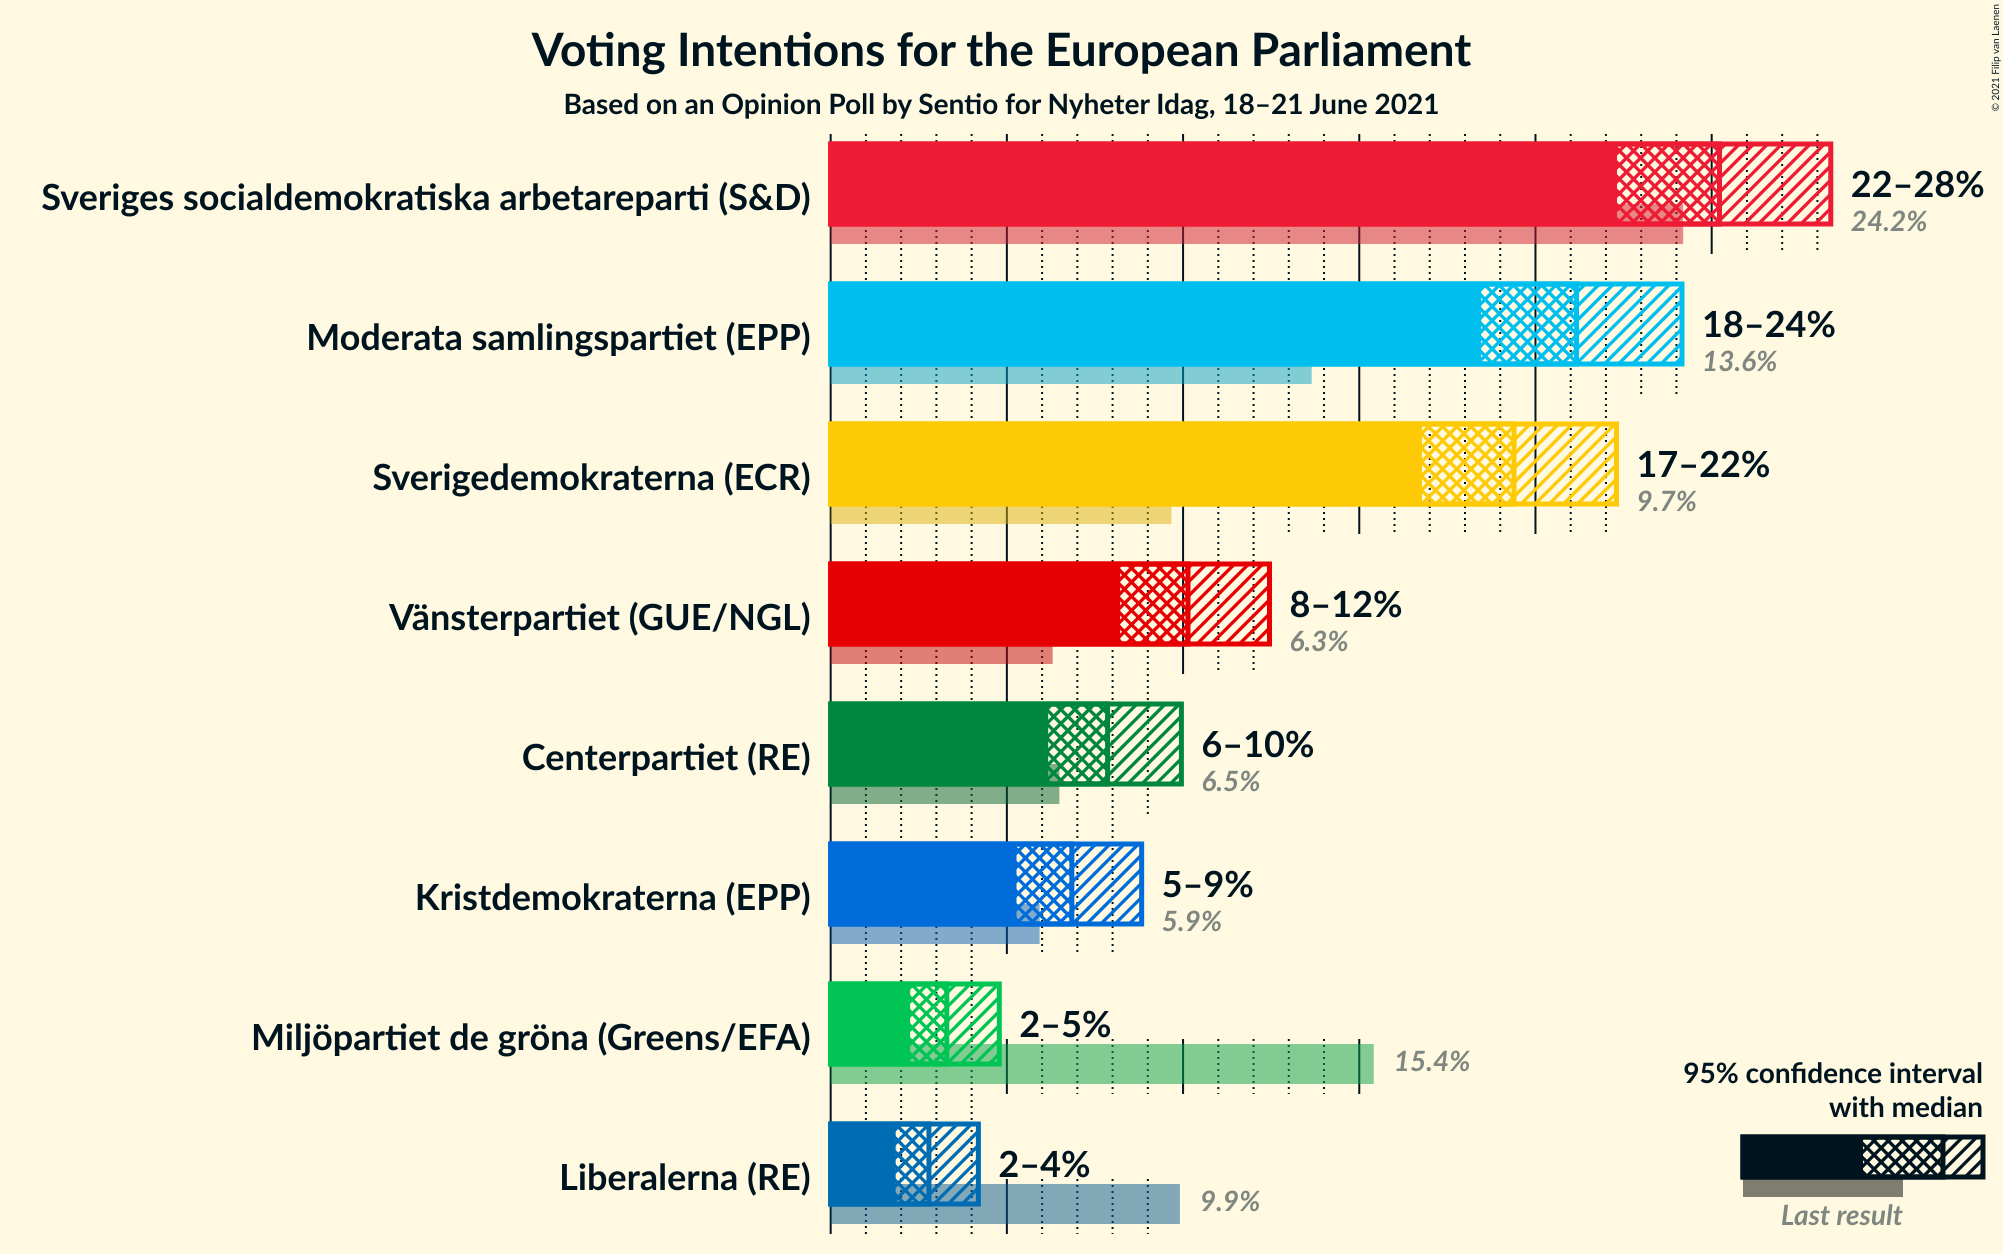 Voting Intentions for the European Parliament
Based on an Opinion Poll by Sentio for Nyheter Idag, 18–21 June 2021
© 2021 Filip van Laenen
Sveriges socialdemokratiska arbetareparti (S&D)
22–28%
24.2%
Moderata samlingspartiet (EPP)
18–24%
13.6%
Sverigedemokraterna (ECR)
17–22%
9.7%
Vänsterpartiet (GUE/NGL)
8–12%
6.3%
Centerpartiet (RE)
6–10%
6.5%
Kristdemokraterna (EPP)
5–9%
5.9%
Miljöpartiet de gröna (Greens/EFA)
2–5%
15.4%
Liberalerna (RE)
2–4%
9.9%
95% confidence interval
with median
Last result